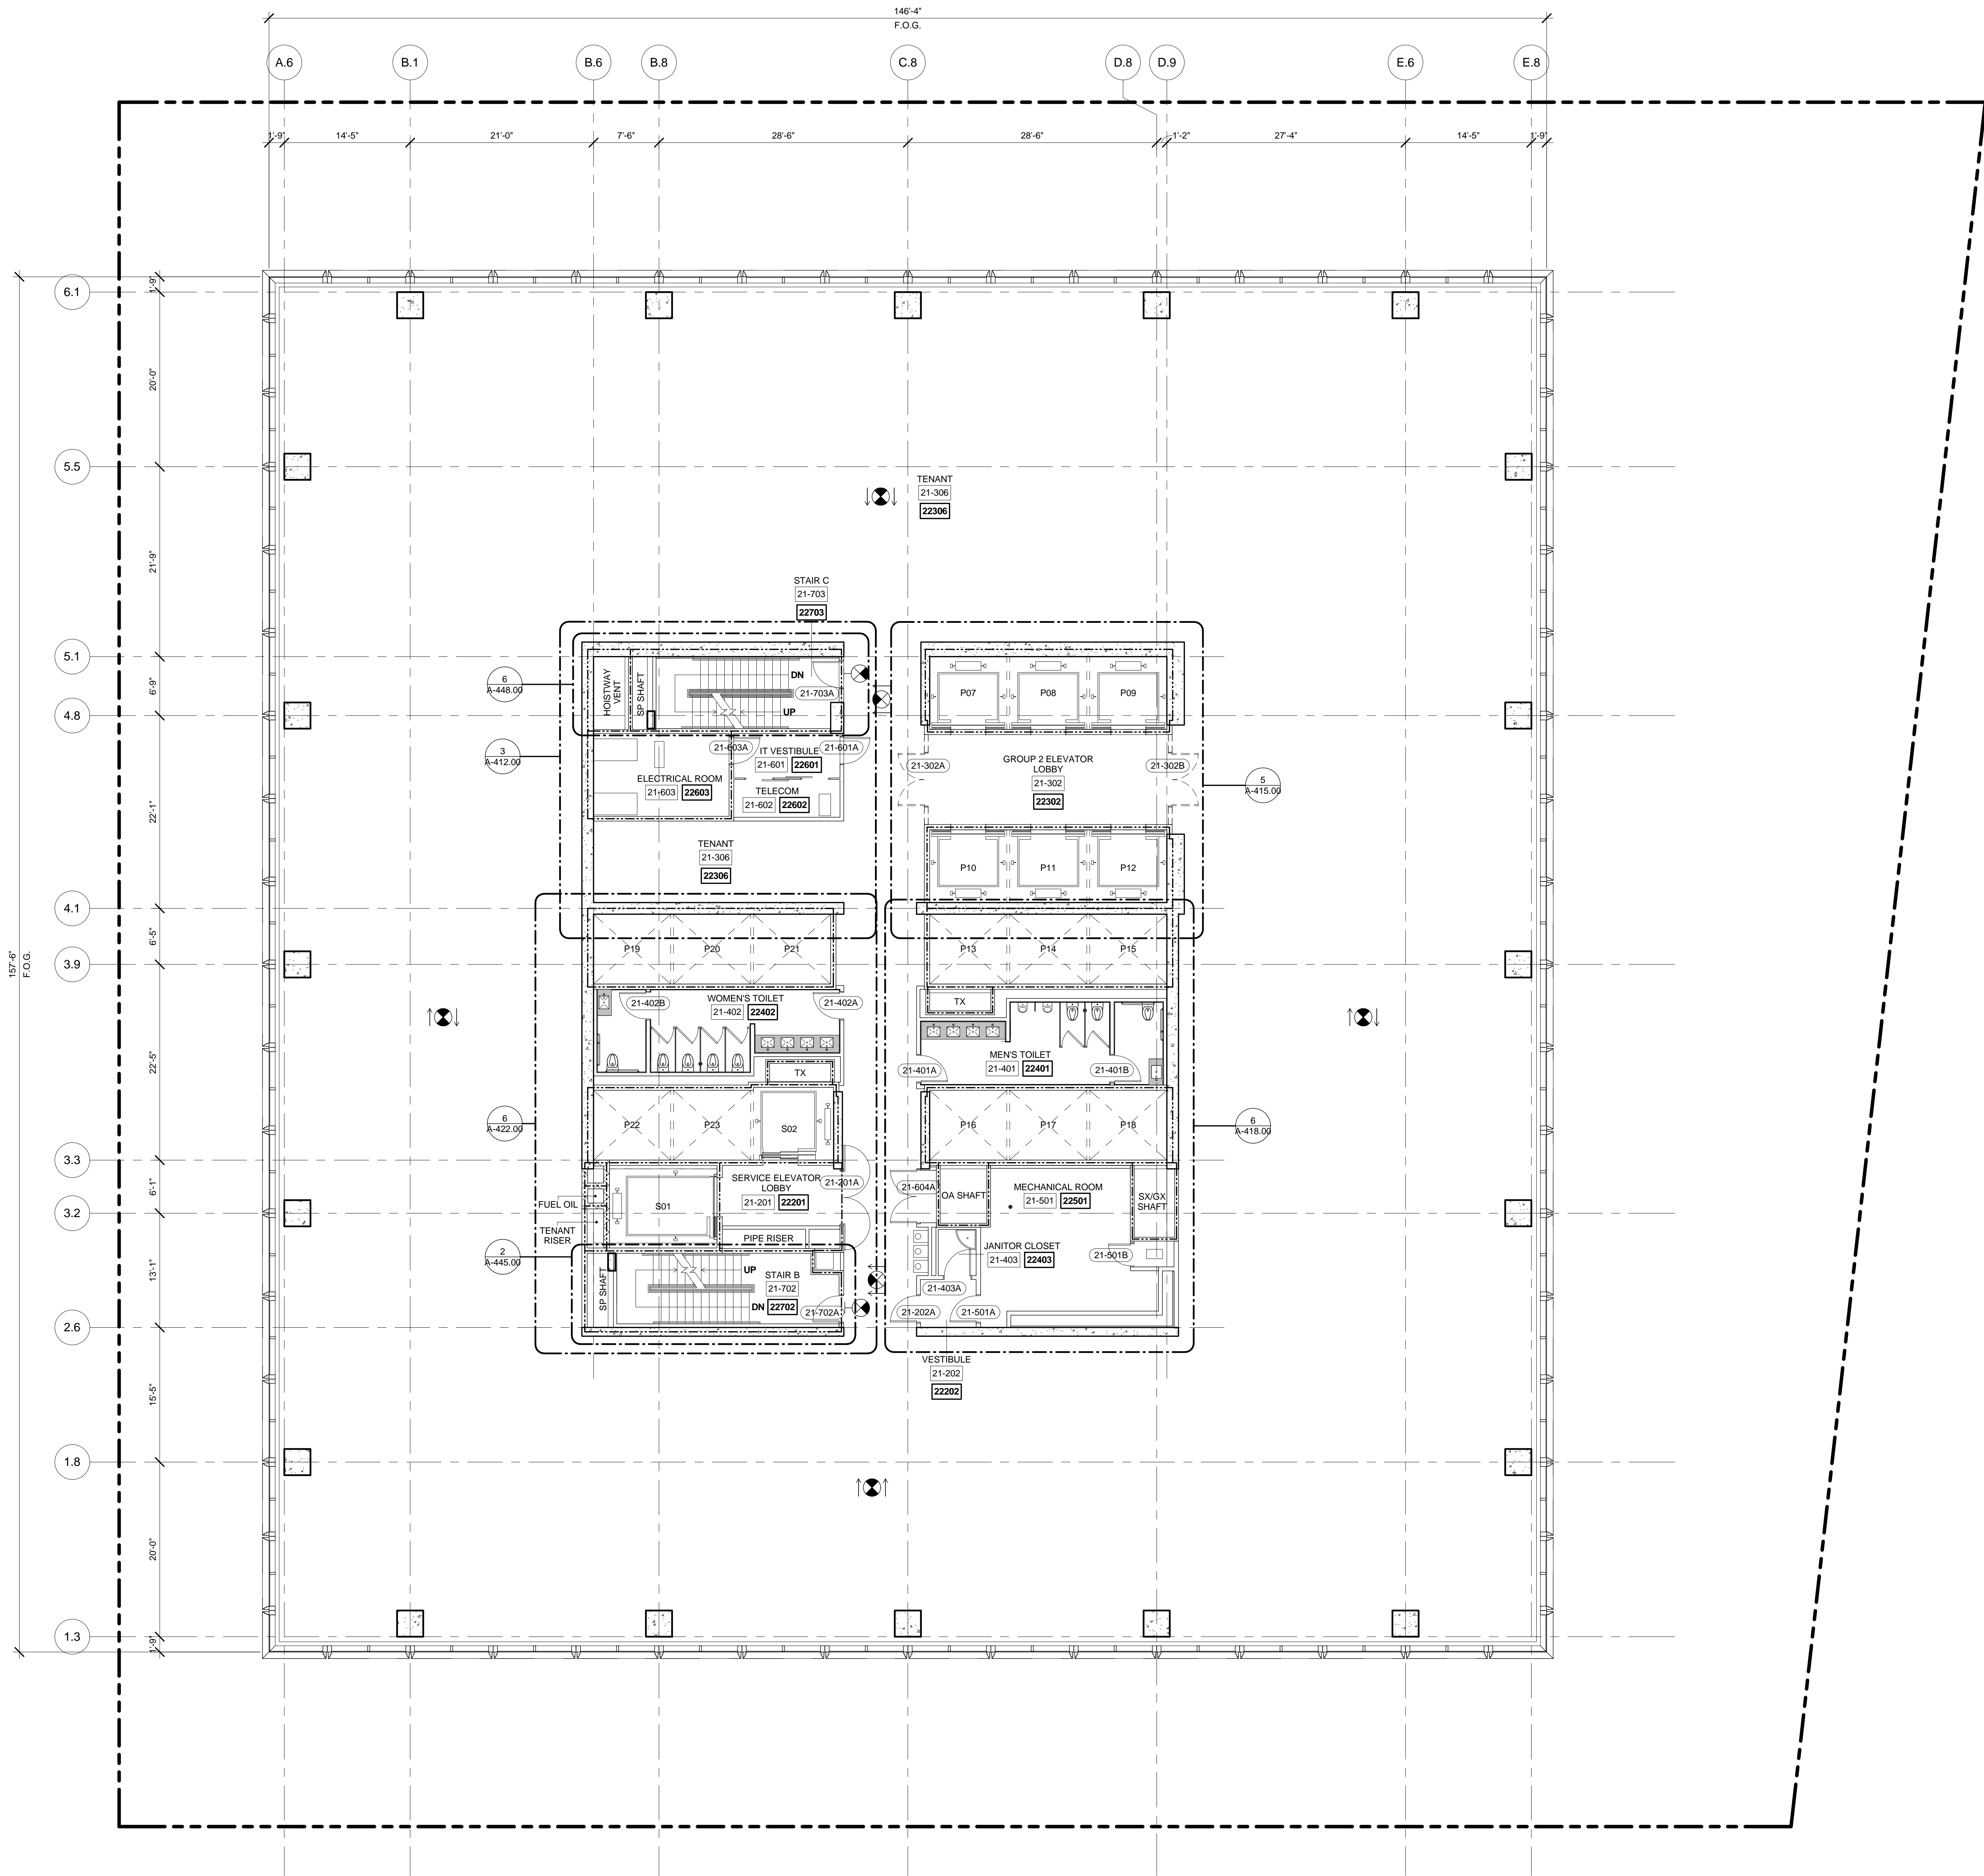 146'-4"
F.O.G.
A.6
B.1
B.6
B.8
C.8
D.8
D.9
E.6
E.8
1'-9"
14'-5"
21'-0"
7'-6"
28'-6"
28'-6"
1'-2"
27'-4"
14'-5"
1'-9"
157'-6"
F.O.G.
6.1
5.5
5.1
4.8
4.1
3.9
3.3
3.2
2.6
1.8
1.3
1'-9"
20'-0"
21'-9"
6'-9"
22'-1"
6'-5"
22'-5"
6'-1"
13'-1"
15'-5"
20'-0"
1'-9"
TENANT
21-306
22306
STAIR C
21-703
22703
6
A-448.00
3
A-412.00
HOISTWAY
VENT
SP SHAFT
DN
21-703A
UP
21-603A
IT VESTIBULE
21-601 22601
21-601A
ELECTRICAL ROOM
21-603 22603
TELECOM
21-602 22602
TENANT
21-306
22306
P07
P08
P09
21-302A
GROUP 2 ELEVATOR
LOBBY
21-302
22302
21-302B
5
A-415.00
P10
P11
P12
P19
P20
P21
P13
P14
P15
21-402B
WOMEN'S TOILET
21-402 22402
21-402A
TX
TX
MEN'S TOILET
21-401 22401
21-401A
21-401B
6
A-422.00
6
A-418.00
P22
P23
S02
P16
P17
P18
FUEL OIL
TENANT
RISER
S01
SERVICE ELEVATOR
LOBBY
21-201 22201
21-201A
PIPE RISER
21-604A
OA SHAFT
MECHANICAL ROOM
21-501 22501
SX/GX
SHAFT
2
A-445.00
SP SHAFT
UP
STAIR B
21-702
DN 22702
21-702A
JANITOR CLOSET
21-403 22403
21-501B
21-403A
21-202A
21-501A
VESTIBULE
21-202
22202